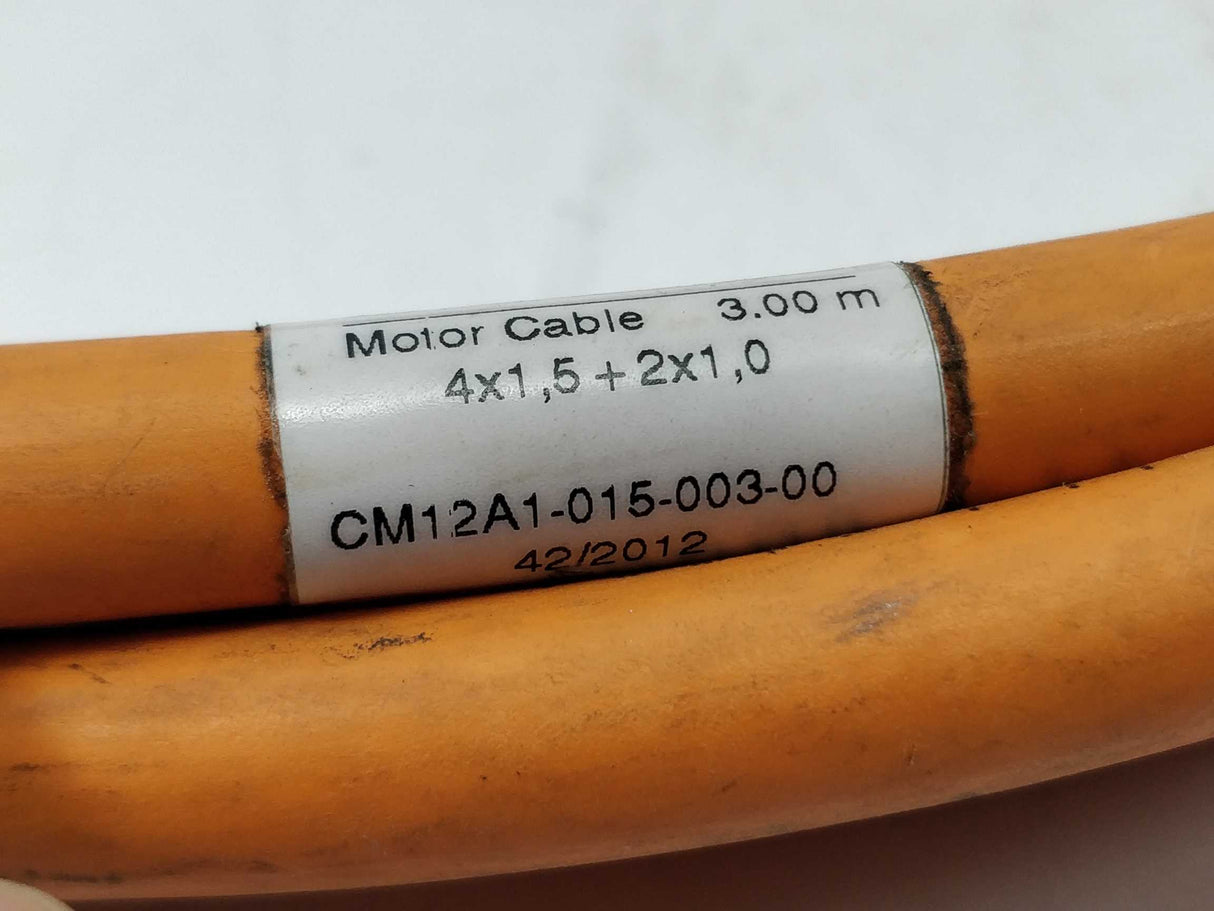 Motor Cable 3.00 m
4x1,5 + 2x1,0
CM12A1-015-003-00
42/2012